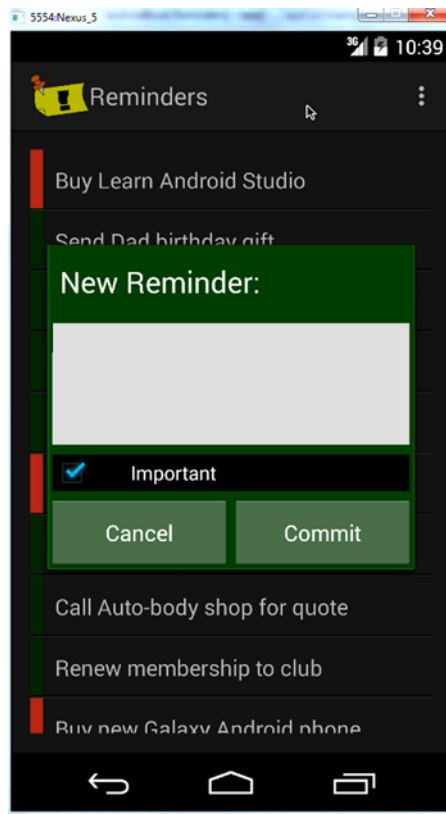 5554:Nexus_5
3G 10:39
Reminders
Buy Learn Android Studio
Send Dad birthday gift
New Reminder:
Important
Cancel Commit
Call Auto-body shop for quote
Renew membership to club
Buy new Galaxy Android phone